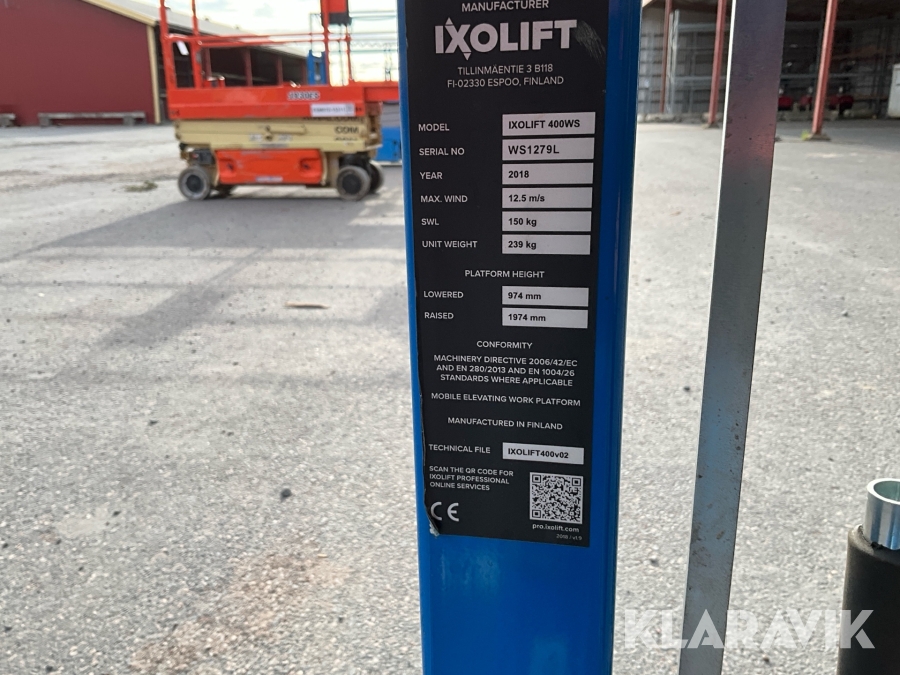 MANUFACTURER
IXOLIFT
TILLINMÄENTIE 3 B118
FI-02330 ESPOO, FINLAND
MODEL IXOLIFT 400WS
SERIAL NO WS1279L
YEAR 2018
MAX. WIND 12.5 m/s
SWL 150 kg
UNIT WEIGHT 239 kg
PLATFORM HEIGHT
LOWERED 974 mm
RAISED 1974 mm
CONFORMITY
MACHINERY DIRECTIVE 2006/42/EC
AND EN 280/2013 AND EN 1004/26
STANDARDS WHERE APPLICABLE
MOBILE ELEVATING WORK PLATFORM
MANUFACTURED IN FINLAND
TECHNICAL FILE IXOLIFT400v02
SCAN THE QR CODE FOR
IXOLIFT PROFESSIONAL
ONLINE SERVICES
CE
pro.ixolift.com
2018 / v1.9
KLARAVIK